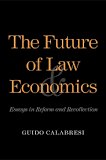 The Future
of Law &
Economics
Essays in Reform and Recollection
GUIDO CALABRESI